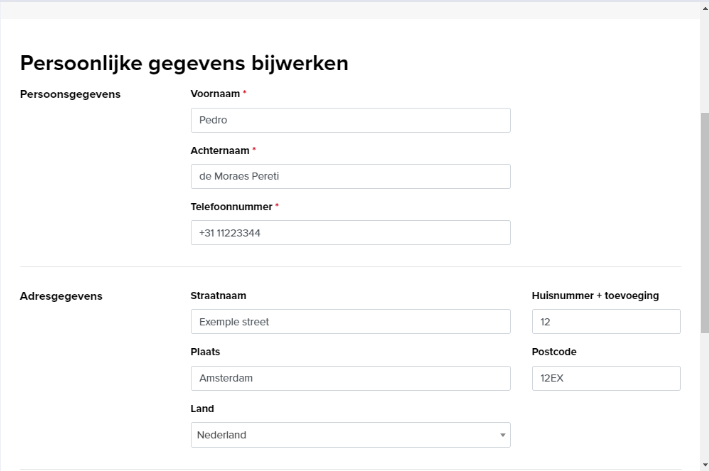 Persoonlijke gegevens bijwerken
Persoonsgegevens
Voornaam *
Pedro
Achternaam *
de Moraes Pereti
Telefoonnummer *
+31 11223344
Adresgegevens
Straatnaam
Huisnummer + toevoeging
Exemple street
12
Plaats
Postcode
Amsterdam
12EX
Land
Nederland